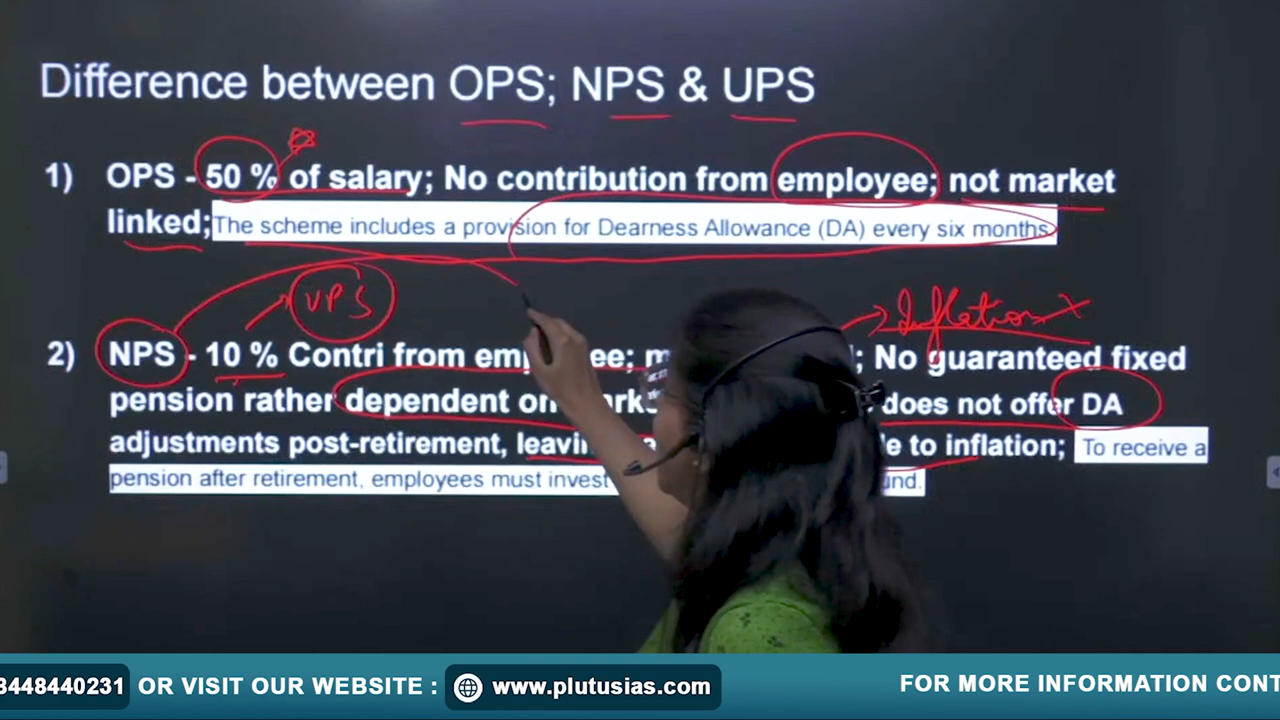 Difference between OPS; NPS & UPS
1) OPS - 50 % of salary; No contribution from employee; not market
linked; The scheme includes a provision for Dearness Allowance (DA) every six months
UPS
Inflation X
2) NPS - 10 % Contri from emp ee; m ; No guaranteed fixed
pension rather dependent on does not offer DA
adjustments post-retirement, to inflation; To receive a
pension after retirement, employees must invest
8448440231 OR VISIT OUR WEBSITE : www.plutusias.com FOR MORE INFORMATION CONT